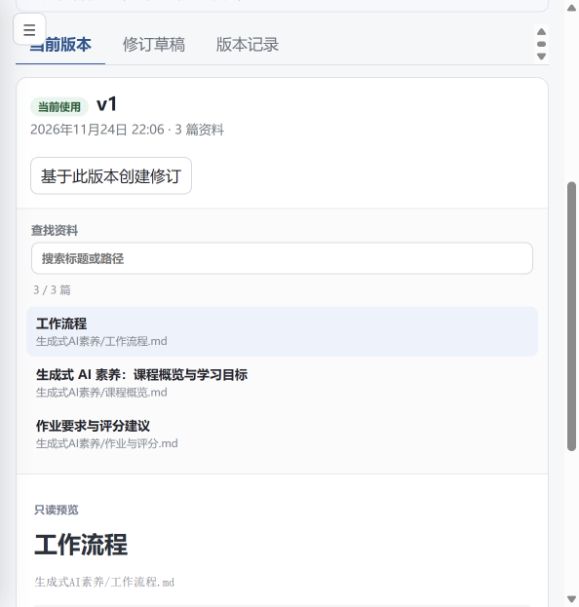 当前版本 修订草稿 版本记录
当前使用 v1
2026年11月24日 22:06 · 3 篇资料
基于此版本创建修订
查找资料
搜索标题或路径
3 / 3 篇
工作流程
生成式AI素养/工作流程.md
生成式 AI 素养：课程概览与学习目标
生成式AI素养/课程概览.md
作业要求与评分建议
生成式AI素养/作业与评分.md
只读预览
工作流程
生成式AI素养/工作流程.md